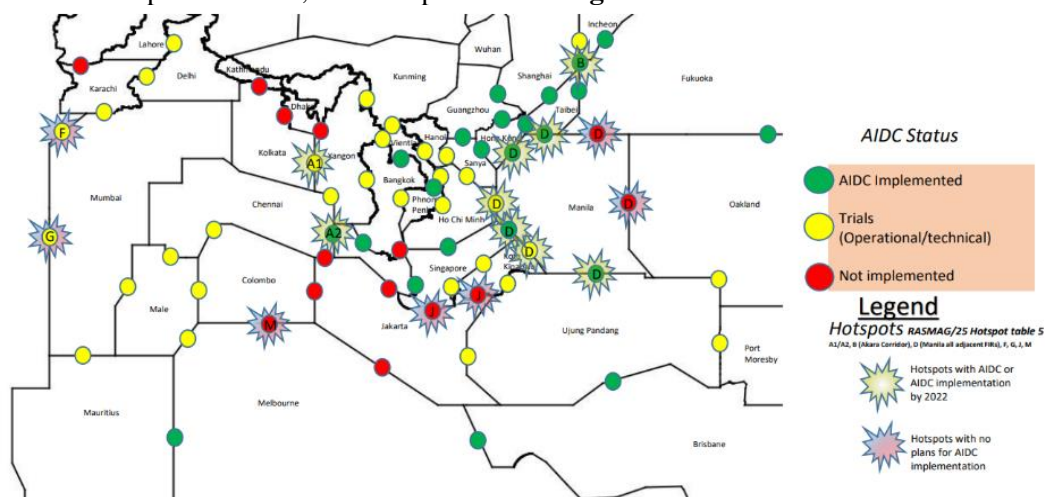 Incheon
Lahore
Wuhan
Delhi
Kathmandu
Kunming
Shanghai
Fukuoka
B
Karachi
Dhaka
Guangzhou
Taibei
F
Hanoi
Hong Kong
D
D
D
Kolkata
A1
Yangon
Vientia
Sanya
Bangkok
Mumbai
Chennai
Phnom
Penh
D
Manila
D
Oakland
Ho Chi Minh
G
A2
D
D
Singapore
Kinabalu
D
Colombo
Male
J
J
M
Jakarta
Ujung Pandang
Port
Moresby
Mauritius
Melbourne
Brisbane
AIDC Status
AIDC Implemented
Trials
(Operational/technical)
Not implemented
Legend
Hotspots RASMAG/25 Hotspot table 5
A1/A2, B (Akara Corridor), D (Manila all adjacent FIRs), F, G, J, M
Hotspots with AIDC or
AIDC implementation
by 2022
Hotspots with no
plans for AIDC
implementation